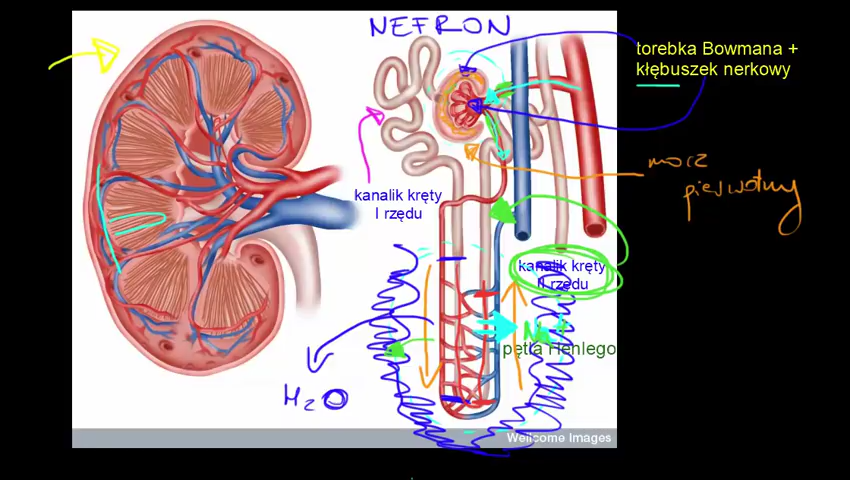 NEFRON
torebka Bowmana +
kłębuszek nerkowy
mocz
pierwotny
kanalik kręty
I rzędu
kanalik kręty
II rzędu
Na+
pętla Henlego
H2O
Wellcome Images